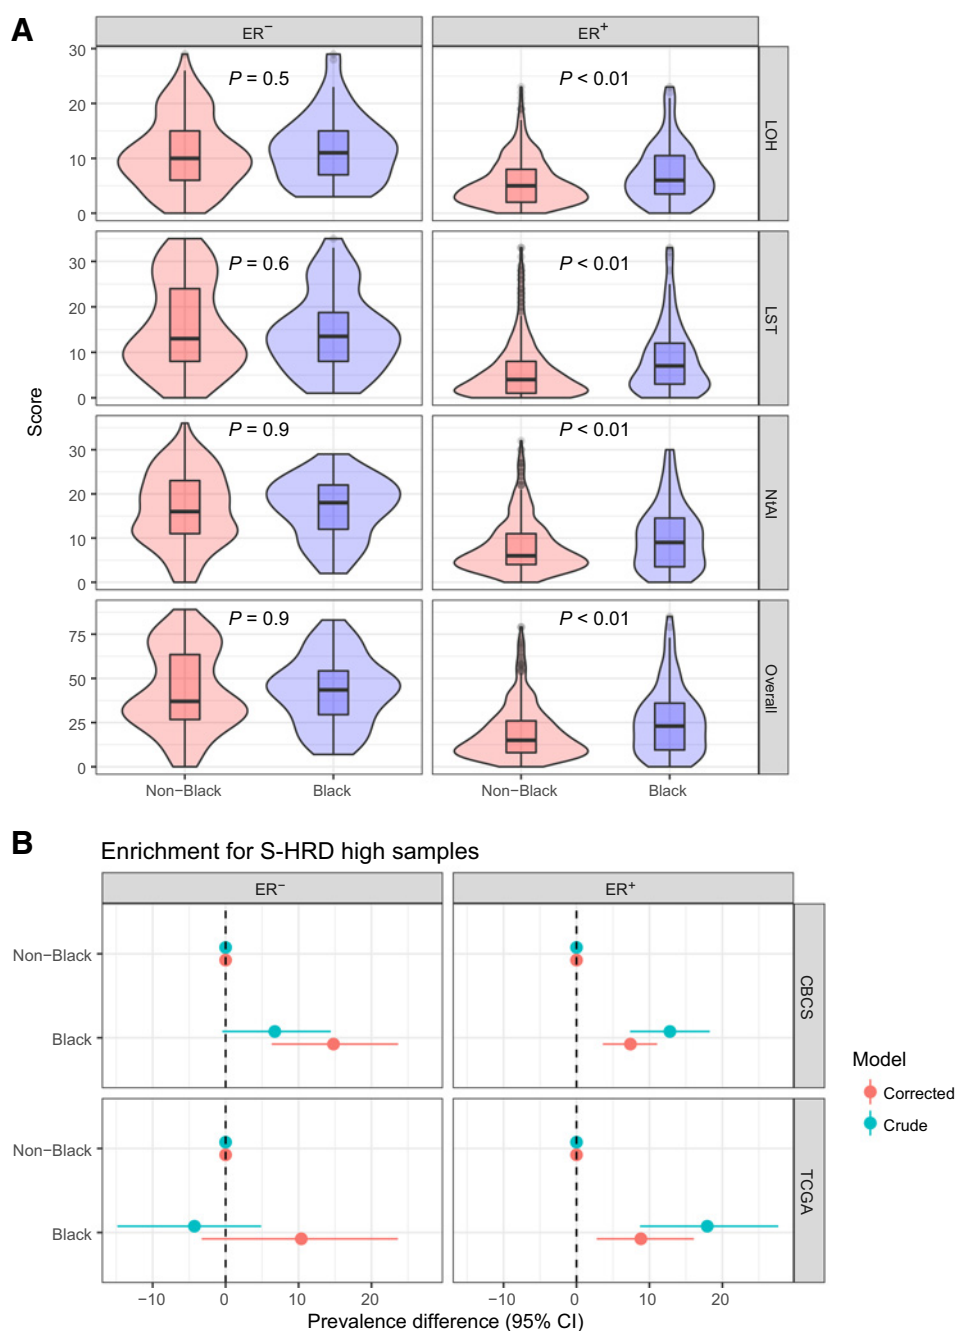 A
ER−
ER+
30
20
10
0
P = 0.5
P < 0.01
LOH
30
20
10
0
P = 0.6
P < 0.01
LST
Score
30
20
10
0
P = 0.9
P < 0.01
NtAI
75
50
25
0
P = 0.9
P < 0.01
Overall
Non−Black
Black
Non−Black
Black
B
Enrichment for S-HRD high samples
ER−
ER+
Non−Black
Black
CBCS
Non−Black
Black
TCGA
Model
Corrected
Crude
−10
0
10
20
−10
0
10
20
Prevalence difference (95% CI)